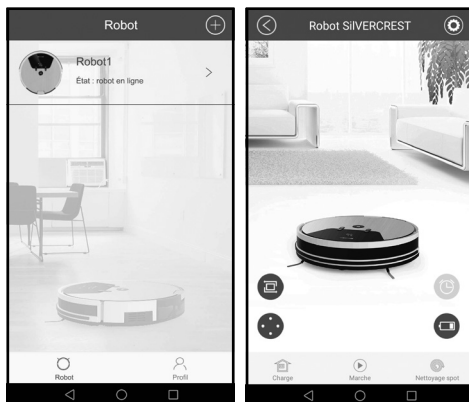 Robot
Robot1
État : robot en ligne
Robot
Profil
Robot SilVERCREST
Charge
Marche
Nettoyage spot